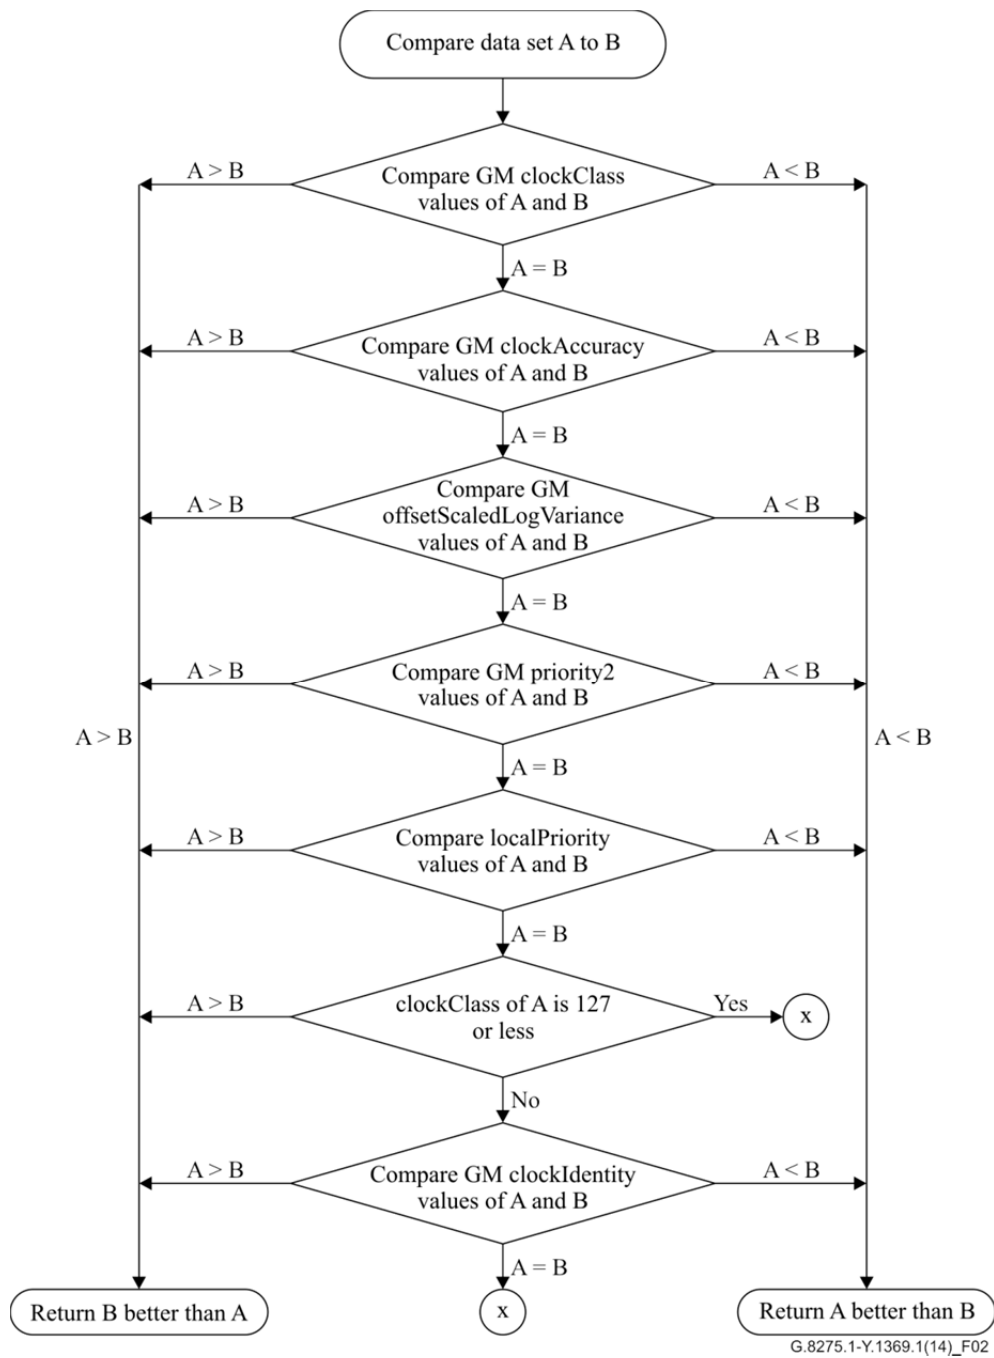 Compare data set A to B
A > B
Compare GM clockClass
values of A and B
A < B
A = B
A > B
Compare GM clockAccuracy
values of A and B
A < B
A = B
A > B
Compare GM
offsetScaledLogVariance
values of A and B
A < B
A = B
A > B
Compare GM priority2
values of A and B
A < B
A > B
A < B
A = B
A > B
Compare localPriority
values of A and B
A < B
A = B
A > B
clockClass of A is 127
or less
Yes
x
No
A > B
Compare GM clockIdentity
values of A and B
A < B
A = B
Return B better than A
x
Return A better than B
G.8275.1-Y.1369.1(14)_F02